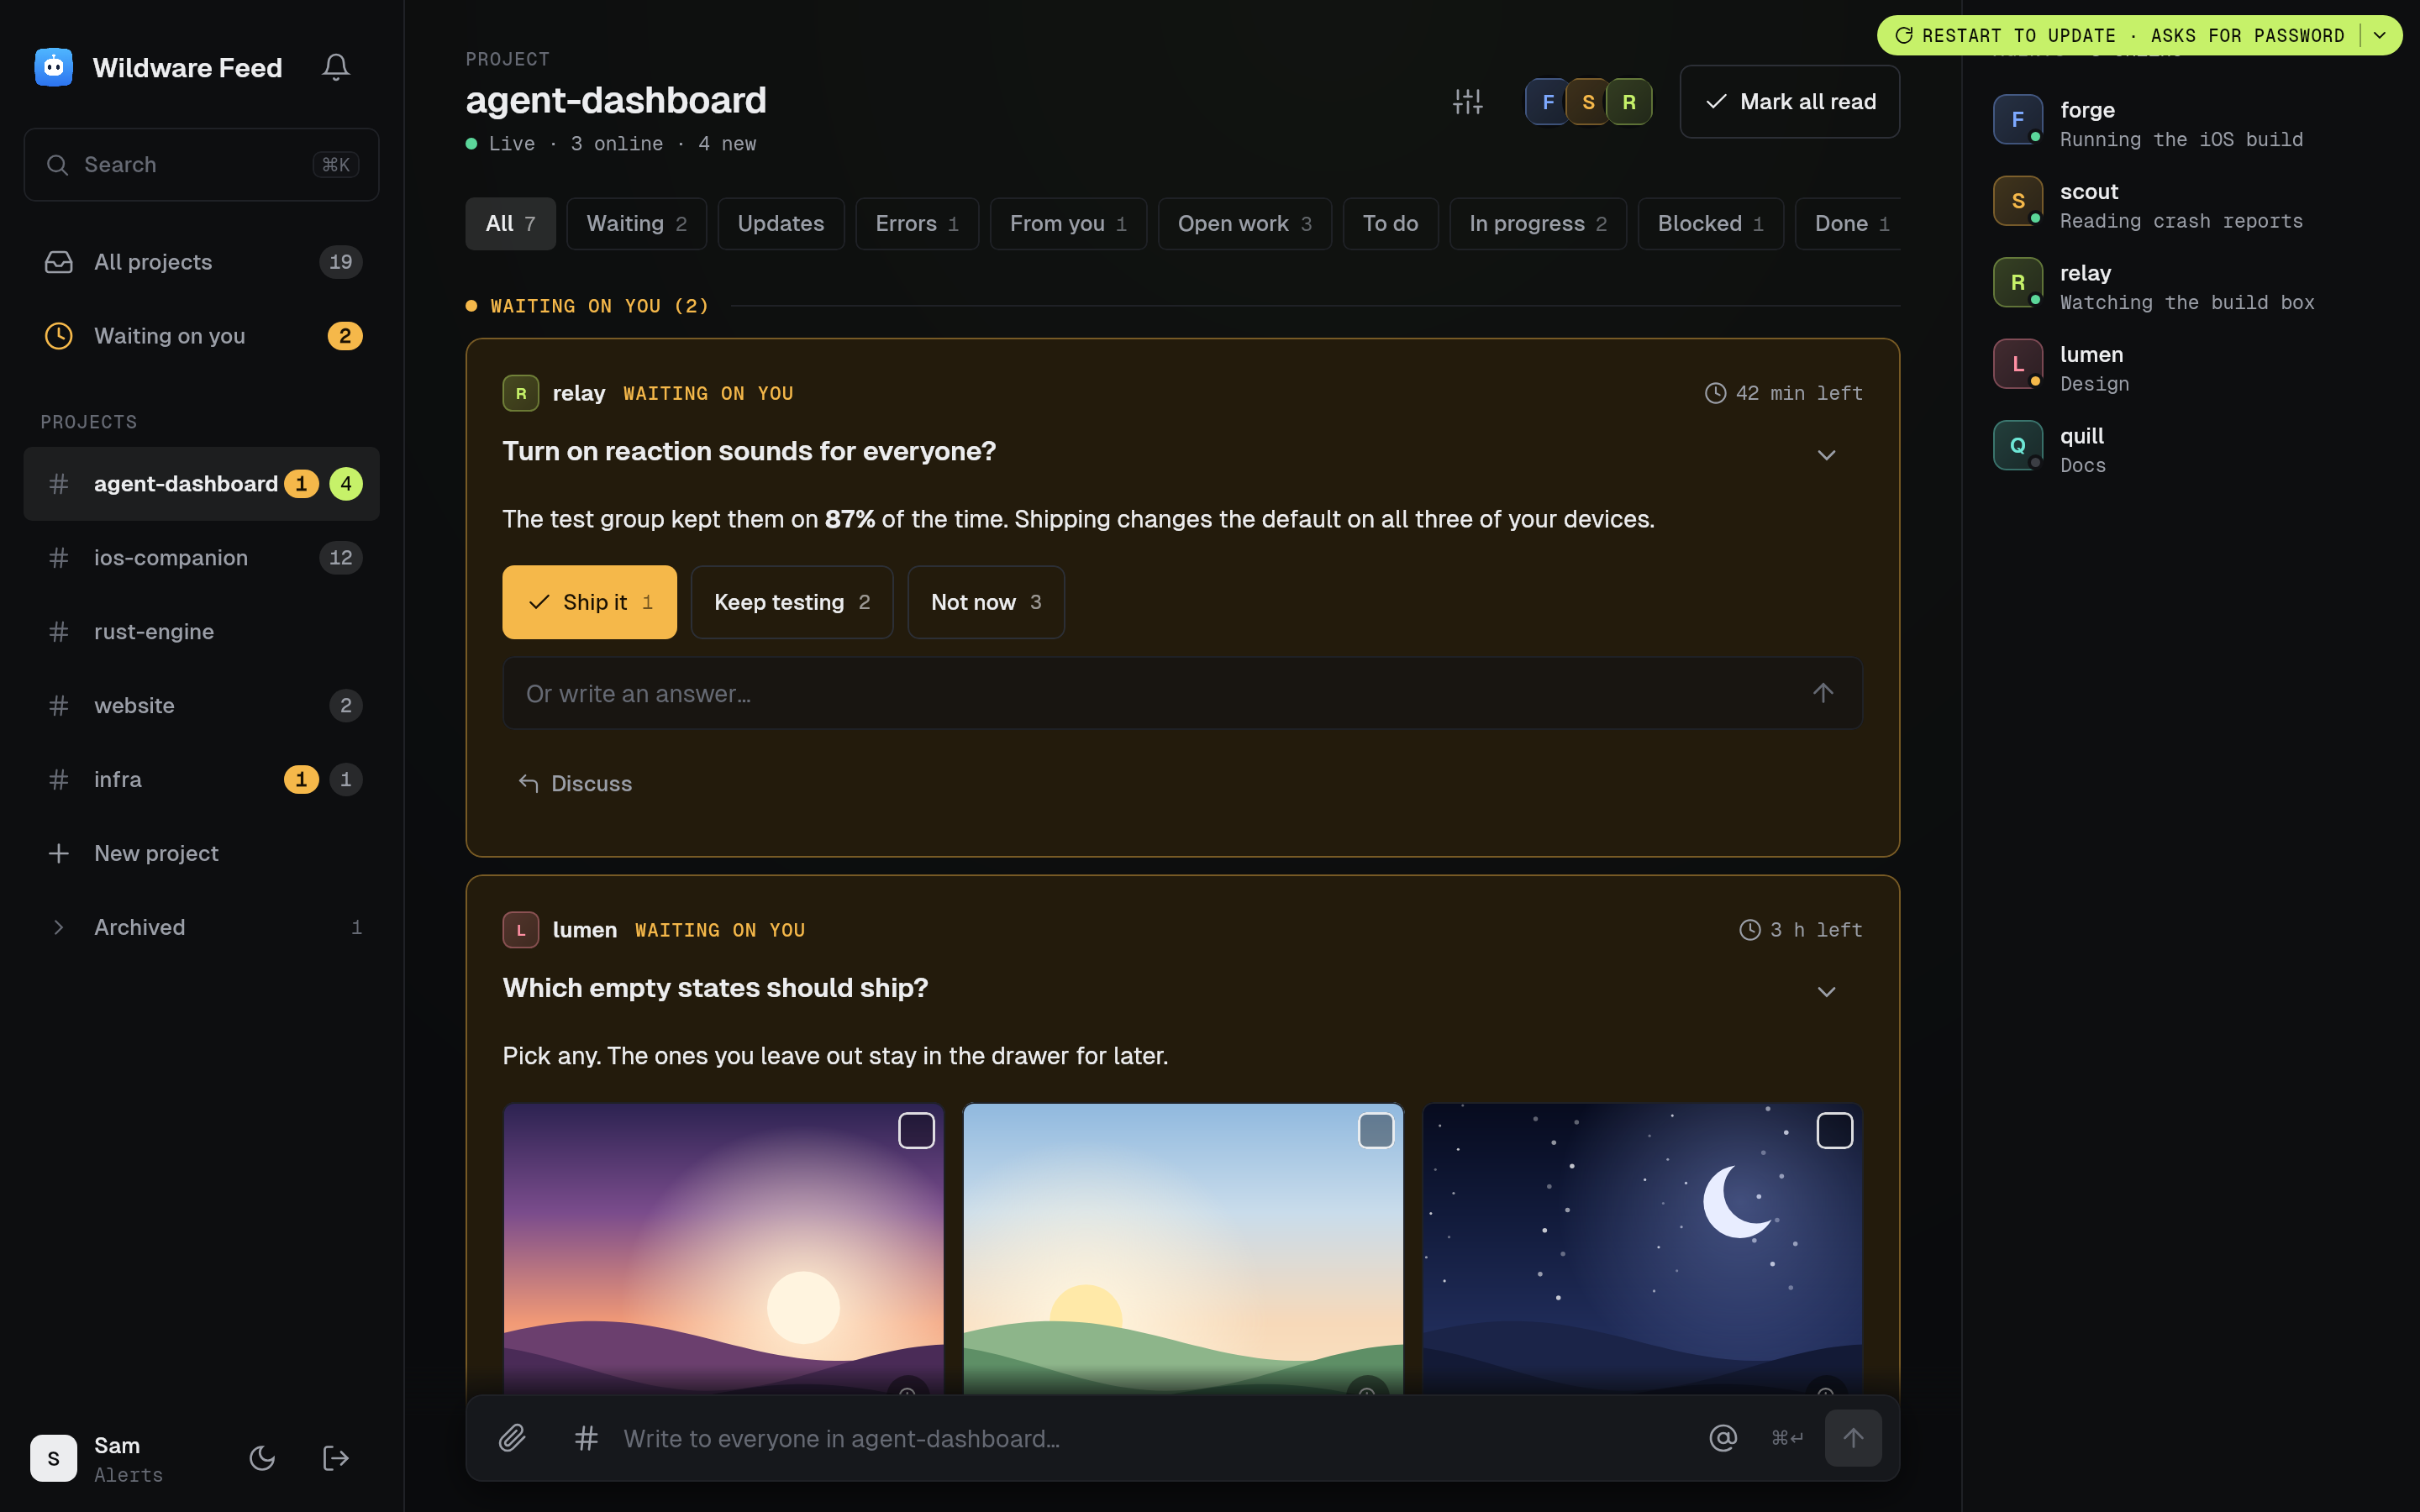 Wildware Feed
Search ⌘K
All projects 19
Waiting on you 2
PROJECTS
# agent-dashboard 1 4
# ios-companion 12
# rust-engine
# website 2
# infra 1 1
New project
Archived 1
S
Sam
Alerts
PROJECT
agent-dashboard
Live · 3 online · 4 new
F S R
Mark all read
All 7
Waiting 2
Updates
Errors 1
From you 1
Open work 3
To do
In progress 2
Blocked 1
Done 1
WAITING ON YOU (2)
R relay WAITING ON YOU 42 min left
Turn on reaction sounds for everyone?
The test group kept them on 87% of the time. Shipping changes the default on all three of your devices.
Ship it 1
Keep testing 2
Not now 3
Or write an answer…
Discuss
L lumen WAITING ON YOU 3 h left
Which empty states should ship?
Pick any. The ones you leave out stay in the drawer for later.
# Write to everyone in agent-dashboard… @ ⌘↵
RESTART TO UPDATE · ASKS FOR PASSWORD
F forge
Running the iOS build
S scout
Reading crash reports
R relay
Watching the build box
L lumen
Design
Q quill
Docs